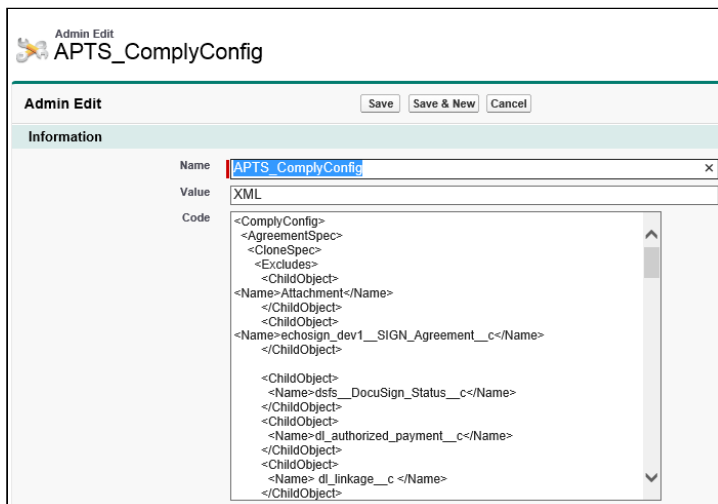 Admin Edit
APTS_ComplyConfig
Admin Edit
Save
Save & New
Cancel
Information
Name
APTS_ComplyConfig
×
Value
XML
Code
<ComplyConfig>
<AgreementSpec>
<CloneSpec>
<Excludes>
<ChildObject>
<Name>Attachment</Name>
</ChildObject>
<ChildObject>
<Name>echosign_dev1__SIGN_Agreement__c</Name>
</ChildObject>
<ChildObject>
<Name>dsfs__DocuSign_Status__c</Name>
</ChildObject>
<ChildObject>
<Name>dl_authorized_payment__c</Name>
</ChildObject>
<ChildObject>
<Name> dl_linkage__c </Name>
</ChildObject>